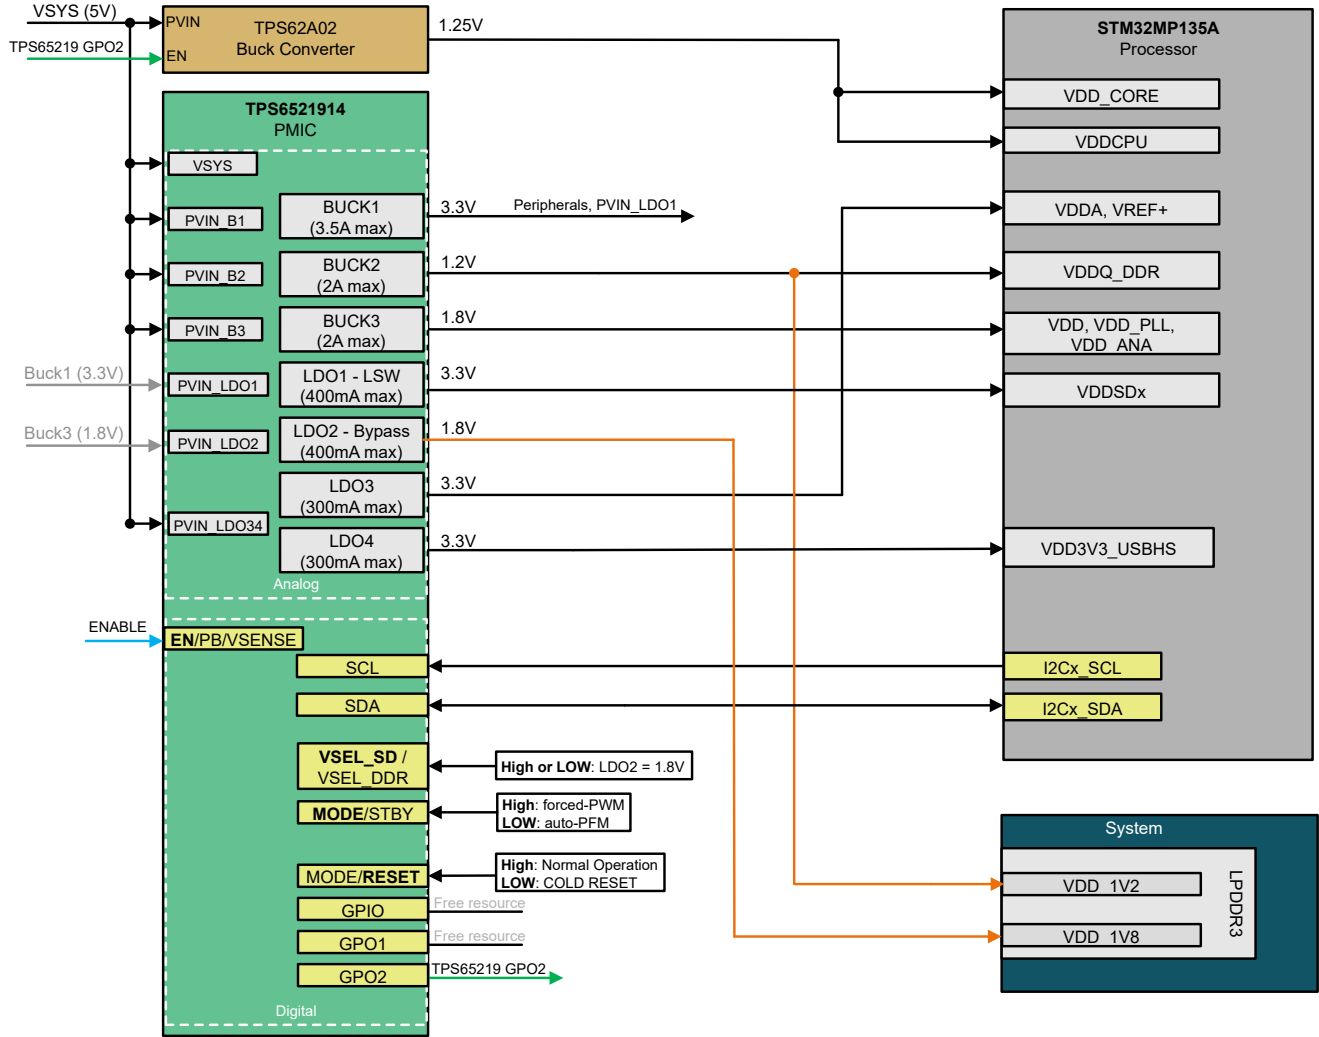 VSYS (5V)
TPS65219 GPO2
PVIN
EN
TPS62A02
Buck Converter
1.25V
STM32MP135A
Processor
VDD_CORE
VDDCPU
VDDA, VREF+
VDDQ_DDR
VDD, VDD_PLL,
VDD_ANA
VDDSDx
VDD3V3_USBHS
I2Cx_SCL
I2Cx_SDA
TPS6521914
PMIC
VSYS
PVIN_B1
PVIN_B2
PVIN_B3
Buck1 (3.3V)
PVIN_LDO1
Buck3 (1.8V)
PVIN_LDO2
PVIN_LDO34
BUCK1
(3.5A max)
3.3V
Peripherals, PVIN_LDO1
BUCK2
(2A max)
1.2V
BUCK3
(2A max)
1.8V
LDO1 - LSW
(400mA max)
3.3V
LDO2 - Bypass
(400mA max)
1.8V
LDO3
(300mA max)
3.3V
LDO4
(300mA max)
3.3V
Analog
ENABLE
EN/PB/VSENSE
SCL
SDA
VSEL_SD /
VSEL_DDR
High or LOW: LDO2 = 1.8V
MODE/STBY
High: forced-PWM
LOW: auto-PFM
MODE/RESET
High: Normal Operation
LOW: COLD RESET
GPIO
Free resource
GPO1
Free resource
GPO2
TPS65219 GPO2
Digital
System
VDD_1V2
VDD_1V8
LPDDR3